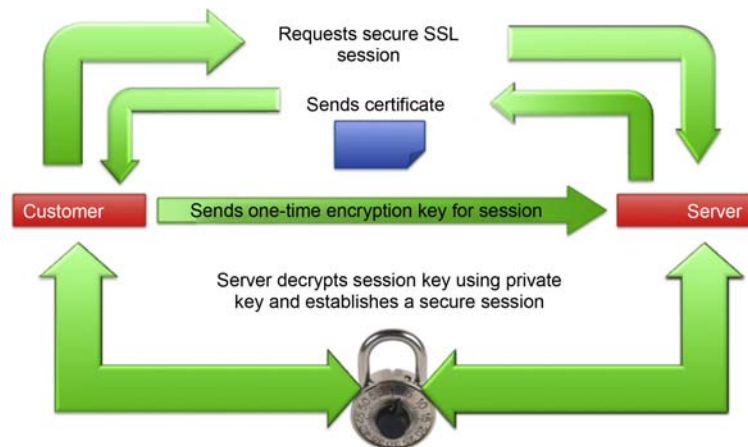 Requests secure SSL
session
Sends certificate
Customer
Sends one-time encryption key for session
Server
Server decrypts session key using private
key and establishes a secure session